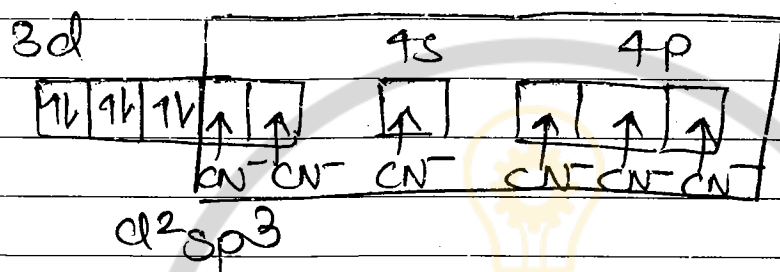 3d 4s 4p
⥮ ⥮ ⥮ ↑ ↑ ↑ ↑ ↑ ↑
CN⁻ CN⁻ CN⁻ CN⁻ CN⁻ CN⁻
d²sp³